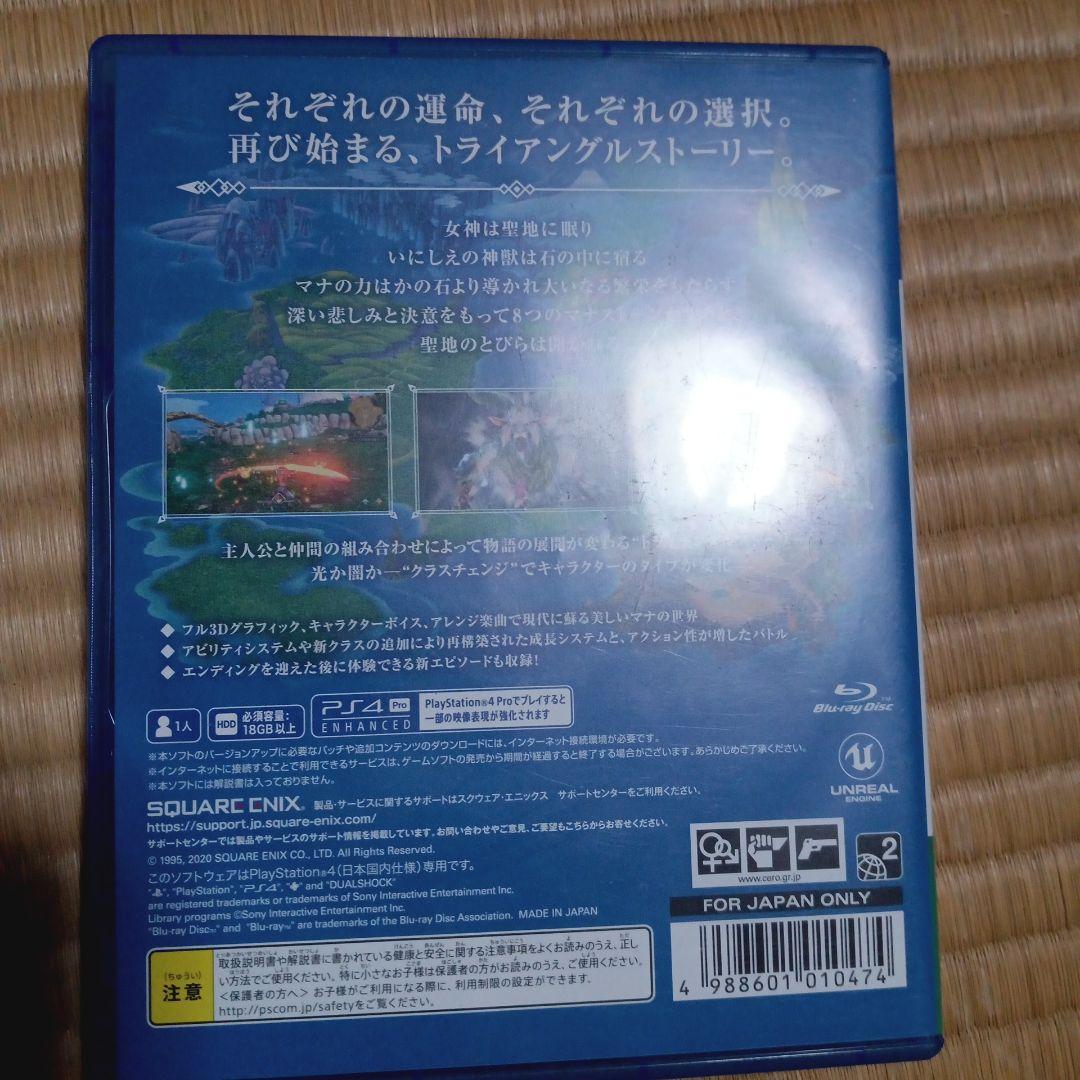 それぞれの運命、それぞれの選択。
再び始まる、トライアングルストーリー。
女神は聖地に眠り
いにしえの神獣は石の中に宿る
マナの力はかの石より導かれ大いなる繁栄をもたらす
深い悲しみと決意をもって8つのマナス
聖地のとびらは
主人公と仲間の組み合わせによって物語の展開が変わる“ト
光か闇か―“クラスチェンジ”でキャラクターのタイプが変化
◆ フル3Dグラフィック、キャラクターボイス、アレンジ楽曲で現代に蘇る美しいマナの世界
◆ アビリティシステムや新クラスの追加により再構築された成長システムと、アクション性が増したバトル
◆ エンディングを迎えた後に体験できる新エピソードも収録!
1人
HDD 必須容量:
18GB以上
PS4 Pro
ENHANCED
PlayStation®4 Proでプレイすると
一部の映像表現が強化されます
Blu-ray Disc™
※本ソフトのバージョンアップに必要なパッチや追加コンテンツのダウンロードには、インターネット接続環境が必要です。
※インターネットに接続することで利用できるサービスは、ゲームソフトの発売から期間が経過すると終了する場合がございます。あらかじめご了承ください。
※本ソフトには解説書は入っておりません。
UNREAL
ENGINE
SQUARE ENIX® 製品・サービスに関するサポートはスクウェア・エニックス サポートセンターをご利用ください。
https://support.jp.square-enix.com/
サポートセンターでは製品やサービスのサポート情報を掲載しています。お問い合わせやご意見、ご要望もこちらからお寄せください。
© 1995, 2020 SQUARE ENIX CO., LTD. All Rights Reserved.
このソフトウェアはPlayStation®4(日本国内仕様)専用です。
"PlayStation", "PS4", and "DUALSHOCK"
are registered trademarks or trademarks of Sony Interactive Entertainment Inc.
Library programs ©Sony Interactive Entertainment Inc.
"Blu-ray Disc™" and "Blu-ray™" are trademarks of the Blu-ray Disc Association. MADE IN JAPAN
www.cero.gr.jp
2
FOR JAPAN ONLY
4 988601 010474
(ちゅうい)
注意
取扱説明書や解説書に書かれている健康と安全に関する注意事項をよくお読みのうえ、正し
い方法でご使用ください。特に小さなお子様は保護者の方がお読みのうえ、ご使用ください。
<保護者の方へ> お子様がご利用になる際に、利用制限の設定ができます。
http://pscom.jp/safetyをご覧ください。